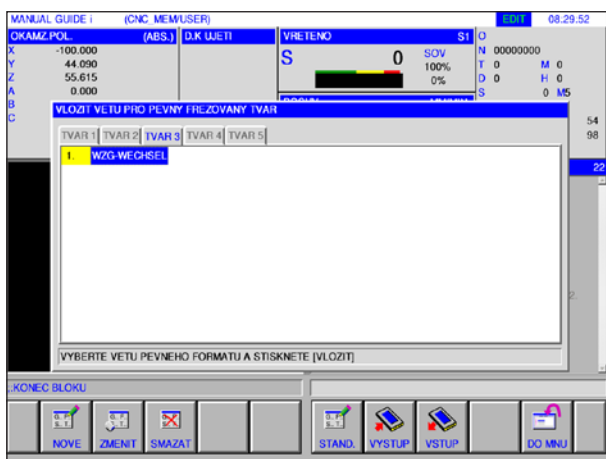 MANUAL GUIDE i (CNC_MEM/USER) EDIT 08:29:52
OKAMZ.POL. (ABS.) D.K UJETI VRETENO S1 O
X -100.000 S 0 SOV 100% 0% N 00000000
Y 44.090 T 0 M 0
Z 55.615 D 0 H 0
A 0.000 S 0 M5
B
C 54
98
VLOZIT VETU PRO PEVNY FREZOVANY TVAR
TVAR 1 TVAR 2 TVAR 3 TVAR 4 TVAR 5
1. WZG-WECHSEL
22
2.
VYBERTE VETU PEVNEHO FORMATU A STISKNETE [VLOZIT]
;:KONEC BLOKU
NOVE ZMENIT SMAZAT STAND. VYSTUP VSTUP DO MNU